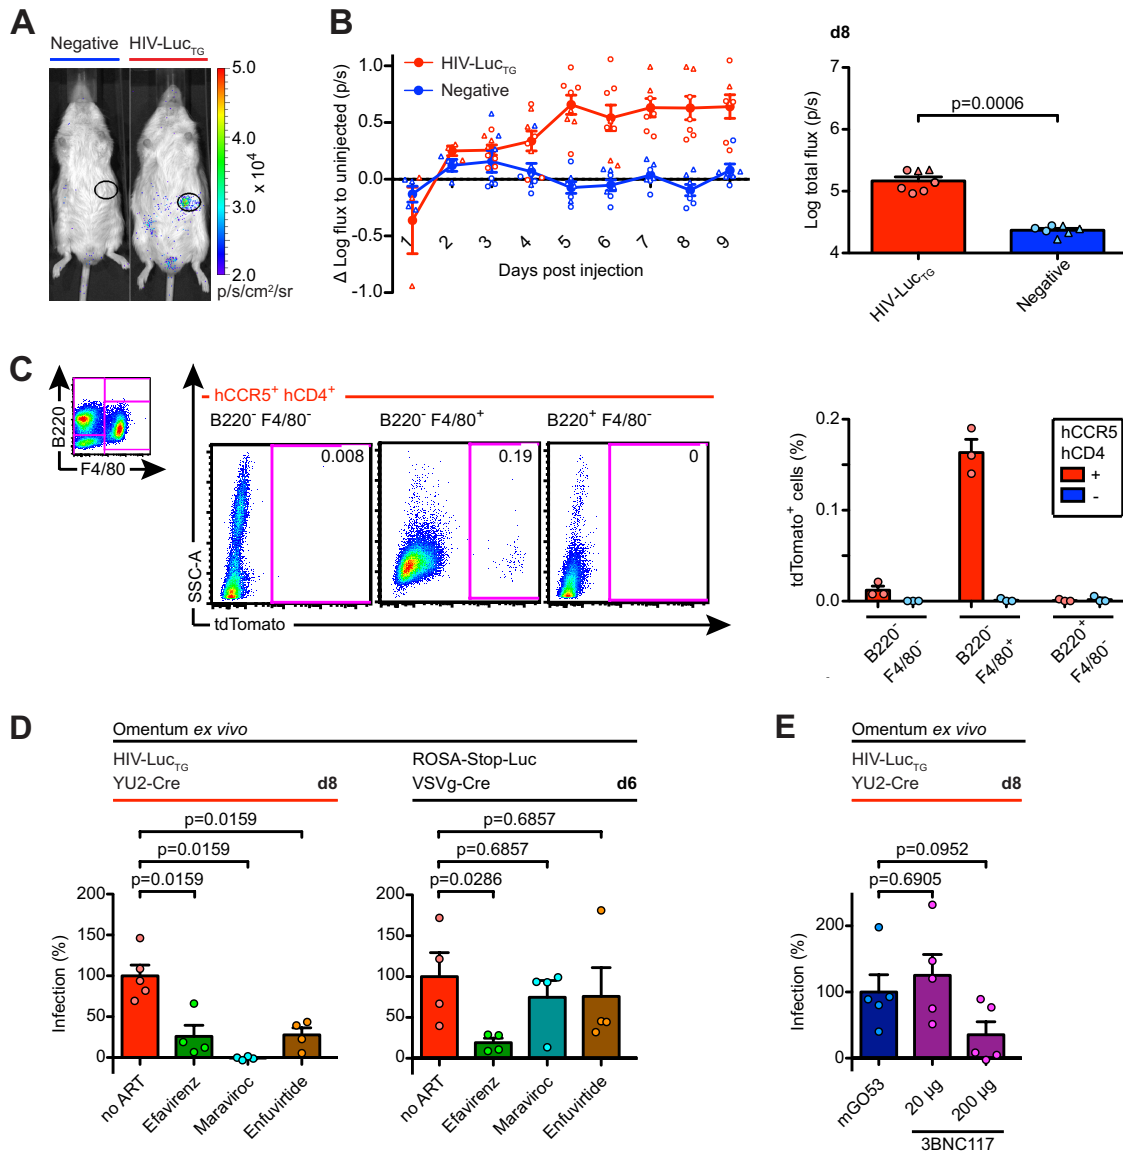 A
Negative
HIV-LucTG
5.0
4.0
3.0
2.0
x 10⁴
p/s/cm²/sr
B
Δ Log flux to uninjected (p/s)
1.0
0.5
0.0
-0.5
-1.0
HIV-LucTG
Negative
1 2 3 4 5 6 7 8 9
Days post injection
d8
Log total flux (p/s)
7
6
5
4
p=0.0006
HIV-LucTG
Negative
C
B220
F4/80
hCCR5⁺ hCD4⁺
B220⁻ F4/80⁻
B220⁻ F4/80⁺
B220⁺ F4/80⁻
0.008
0.19
0
SSC-A
tdTomato
tdTomato⁺ cells (%)
0.2
0.1
0.0
hCCR5
hCD4
+
-
B220⁻
F4/80⁻
B220⁻
F4/80⁺
B220⁺
F4/80⁻
D
Omentum ex vivo
HIV-LucTG
YU2-Cre d8
ROSA-Stop-Luc
VSVg-Cre d6
p=0.0159
p=0.0159
p=0.0159
Infection (%)
200
150
100
50
0
no ART
Efavirenz
Maraviroc
Enfuvirtide
p=0.6857
p=0.6857
p=0.0286
200
150
100
50
0
no ART
Efavirenz
Maraviroc
Enfuvirtide
E
Omentum ex vivo
HIV-LucTG
YU2-Cre d8
p=0.0952
p=0.6905
Infection (%)
200
100
0
mGO53
20 µg
200 µg
3BNC117